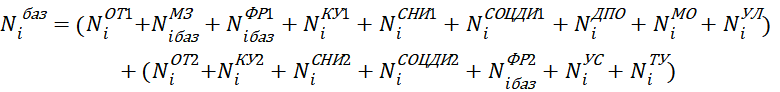 N_i^баз = (N_i^ОТ1 + N_iбаз^МЗ + N_iбаз^ФР1 + N_i^КУ1 + N_i^СНИ1 + N_i^СОЦДИ1 + N_i^ДПО + N_i^МО + N_i^УЛ)
+ (N_i^ОТ2 + N_i^КУ2 + N_i^СНИ2 + N_i^СОЦДИ2 + N_iбаз^ФР2 + N_i^УС + N_i^ТУ)